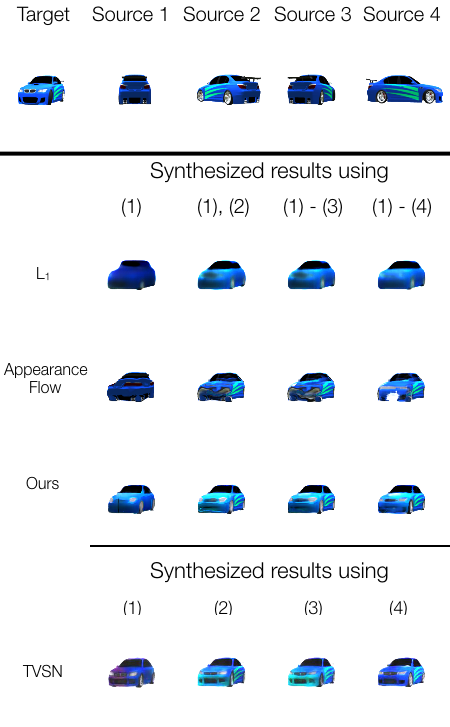 Target Source 1 Source 2 Source 3 Source 4
Synthesized results using
(1) (1), (2) (1) - (3) (1) - (4)
L₁
Appearance
Flow
Ours
Synthesized results using
(1) (2) (3) (4)
TVSN